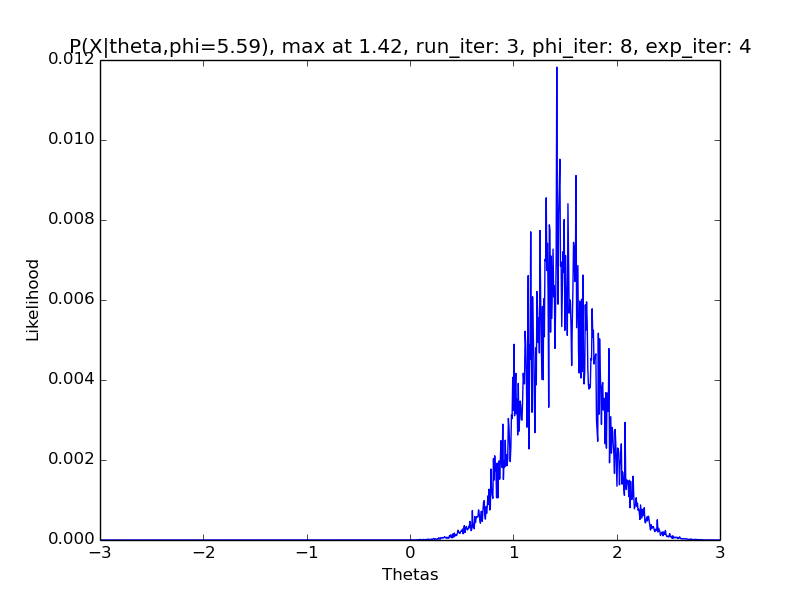 P(X|theta,phi=5.59), max at 1.42, run_iter: 3, phi_iter: 8, exp_iter: 4
0.012
0.010
0.008
0.006
0.004
0.002
0.000
Likelihood
−3 −2 −1 0 1 2 3
Thetas